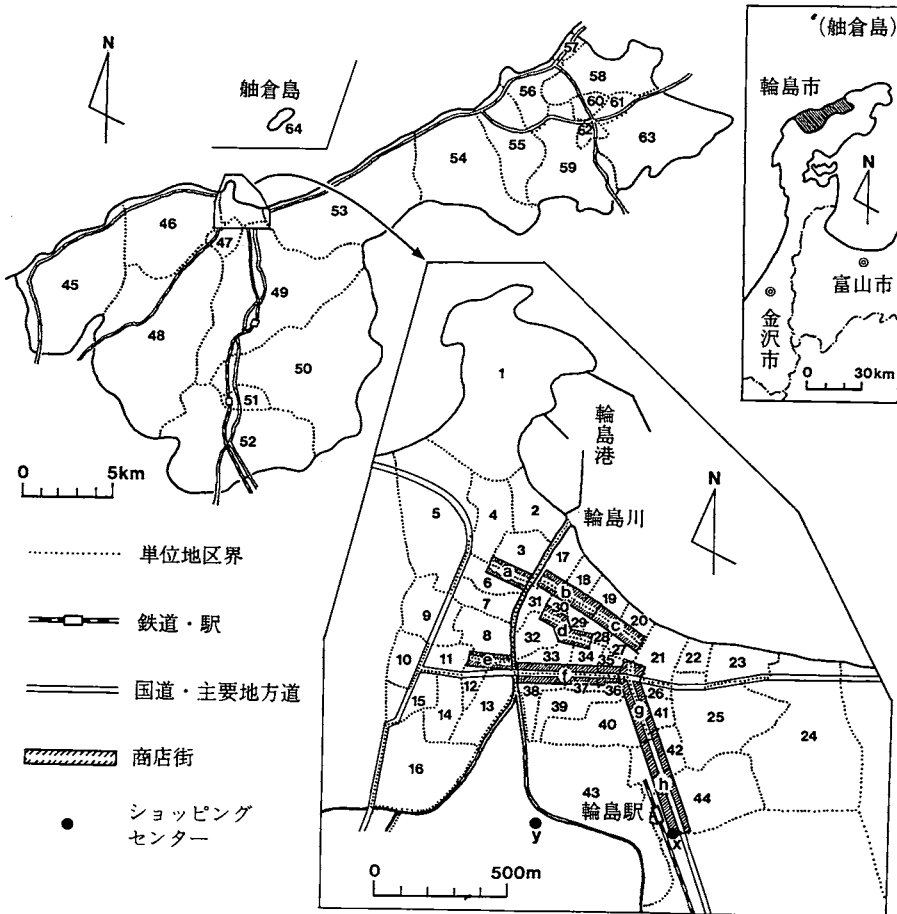 N
舳倉島
64
57
58
56
60
61
62
63
55
59
54
53
46
47
45
49
48
50
51
52
0 5km
単位地区界
鉄道・駅
国道・主要地方道
商店街
ショッピング
センター
(舳倉島)
輪島市
N
富山市
金沢市
0 30km
1
輪島港
N
輪島川
5
4
2
3
17
a
b
18
6
30
19
31
c
20
7
29
9
d
28
32
27
8
10
11
e
33
34
35
21
22
23
f
12
15
38
37
36
26
13
14
g
41
39
25
40
24
42
16
43
h
44
輪島駅
y
x
0 500m